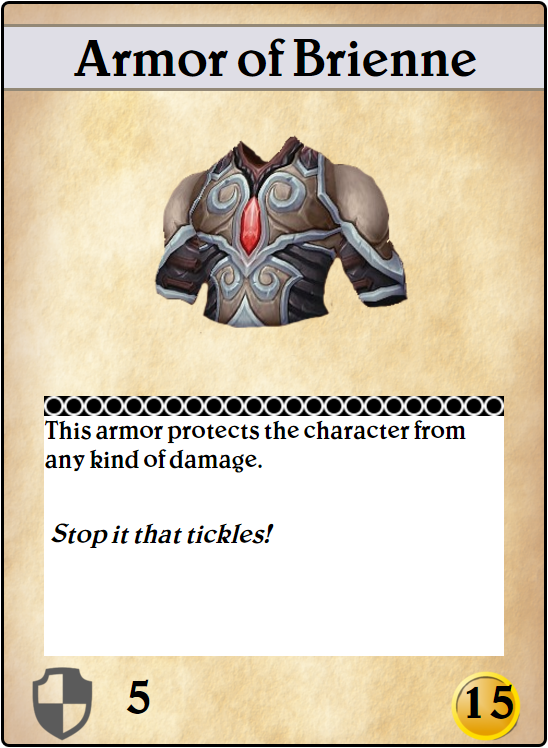 Armor of Brienne
This armor protects the character from
any kind of damage.
Stop it that tickles!
5
15